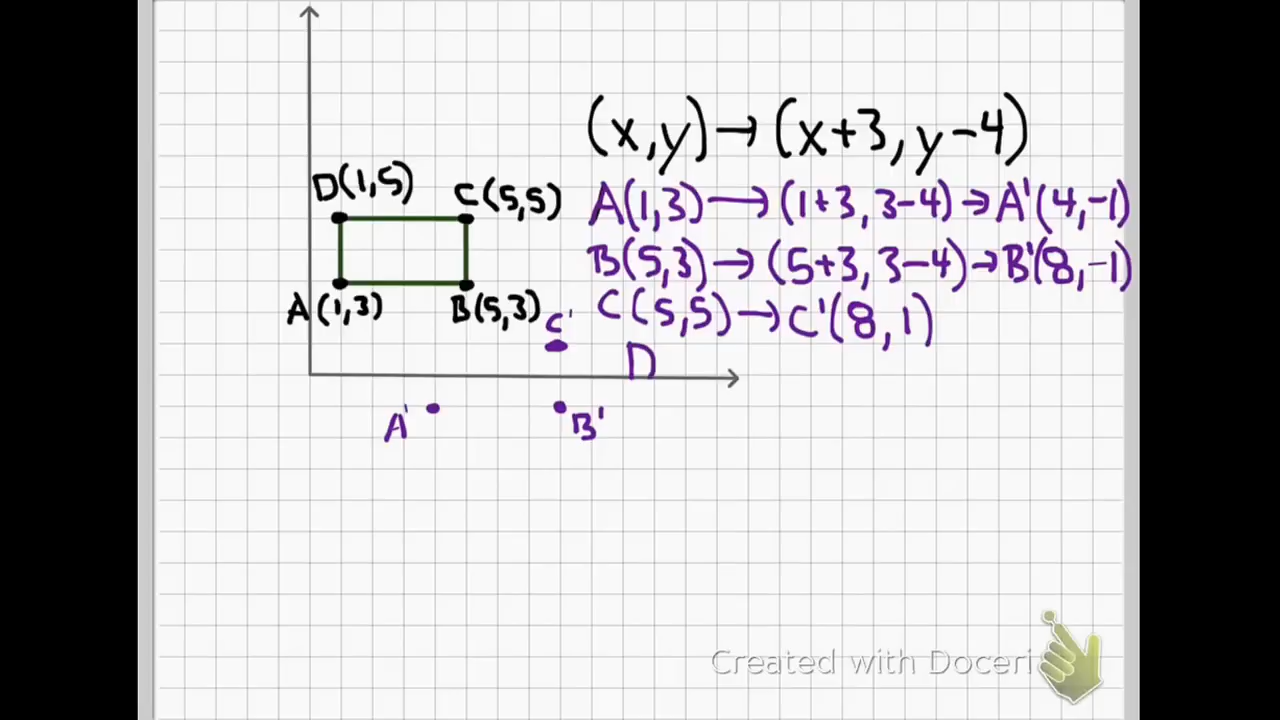 (x,y)→(x+3,y-4)
D(1,5)
C(5,5)
A(1,3)→(1+3,3-4)→A'(4,-1)
B(5,3)→(5+3,3-4)→B'(8,-1)
A(1,3)
B(5,3)
C'
C(5,5)→C'(8,1)
D
A'
B'
Created with Doceri